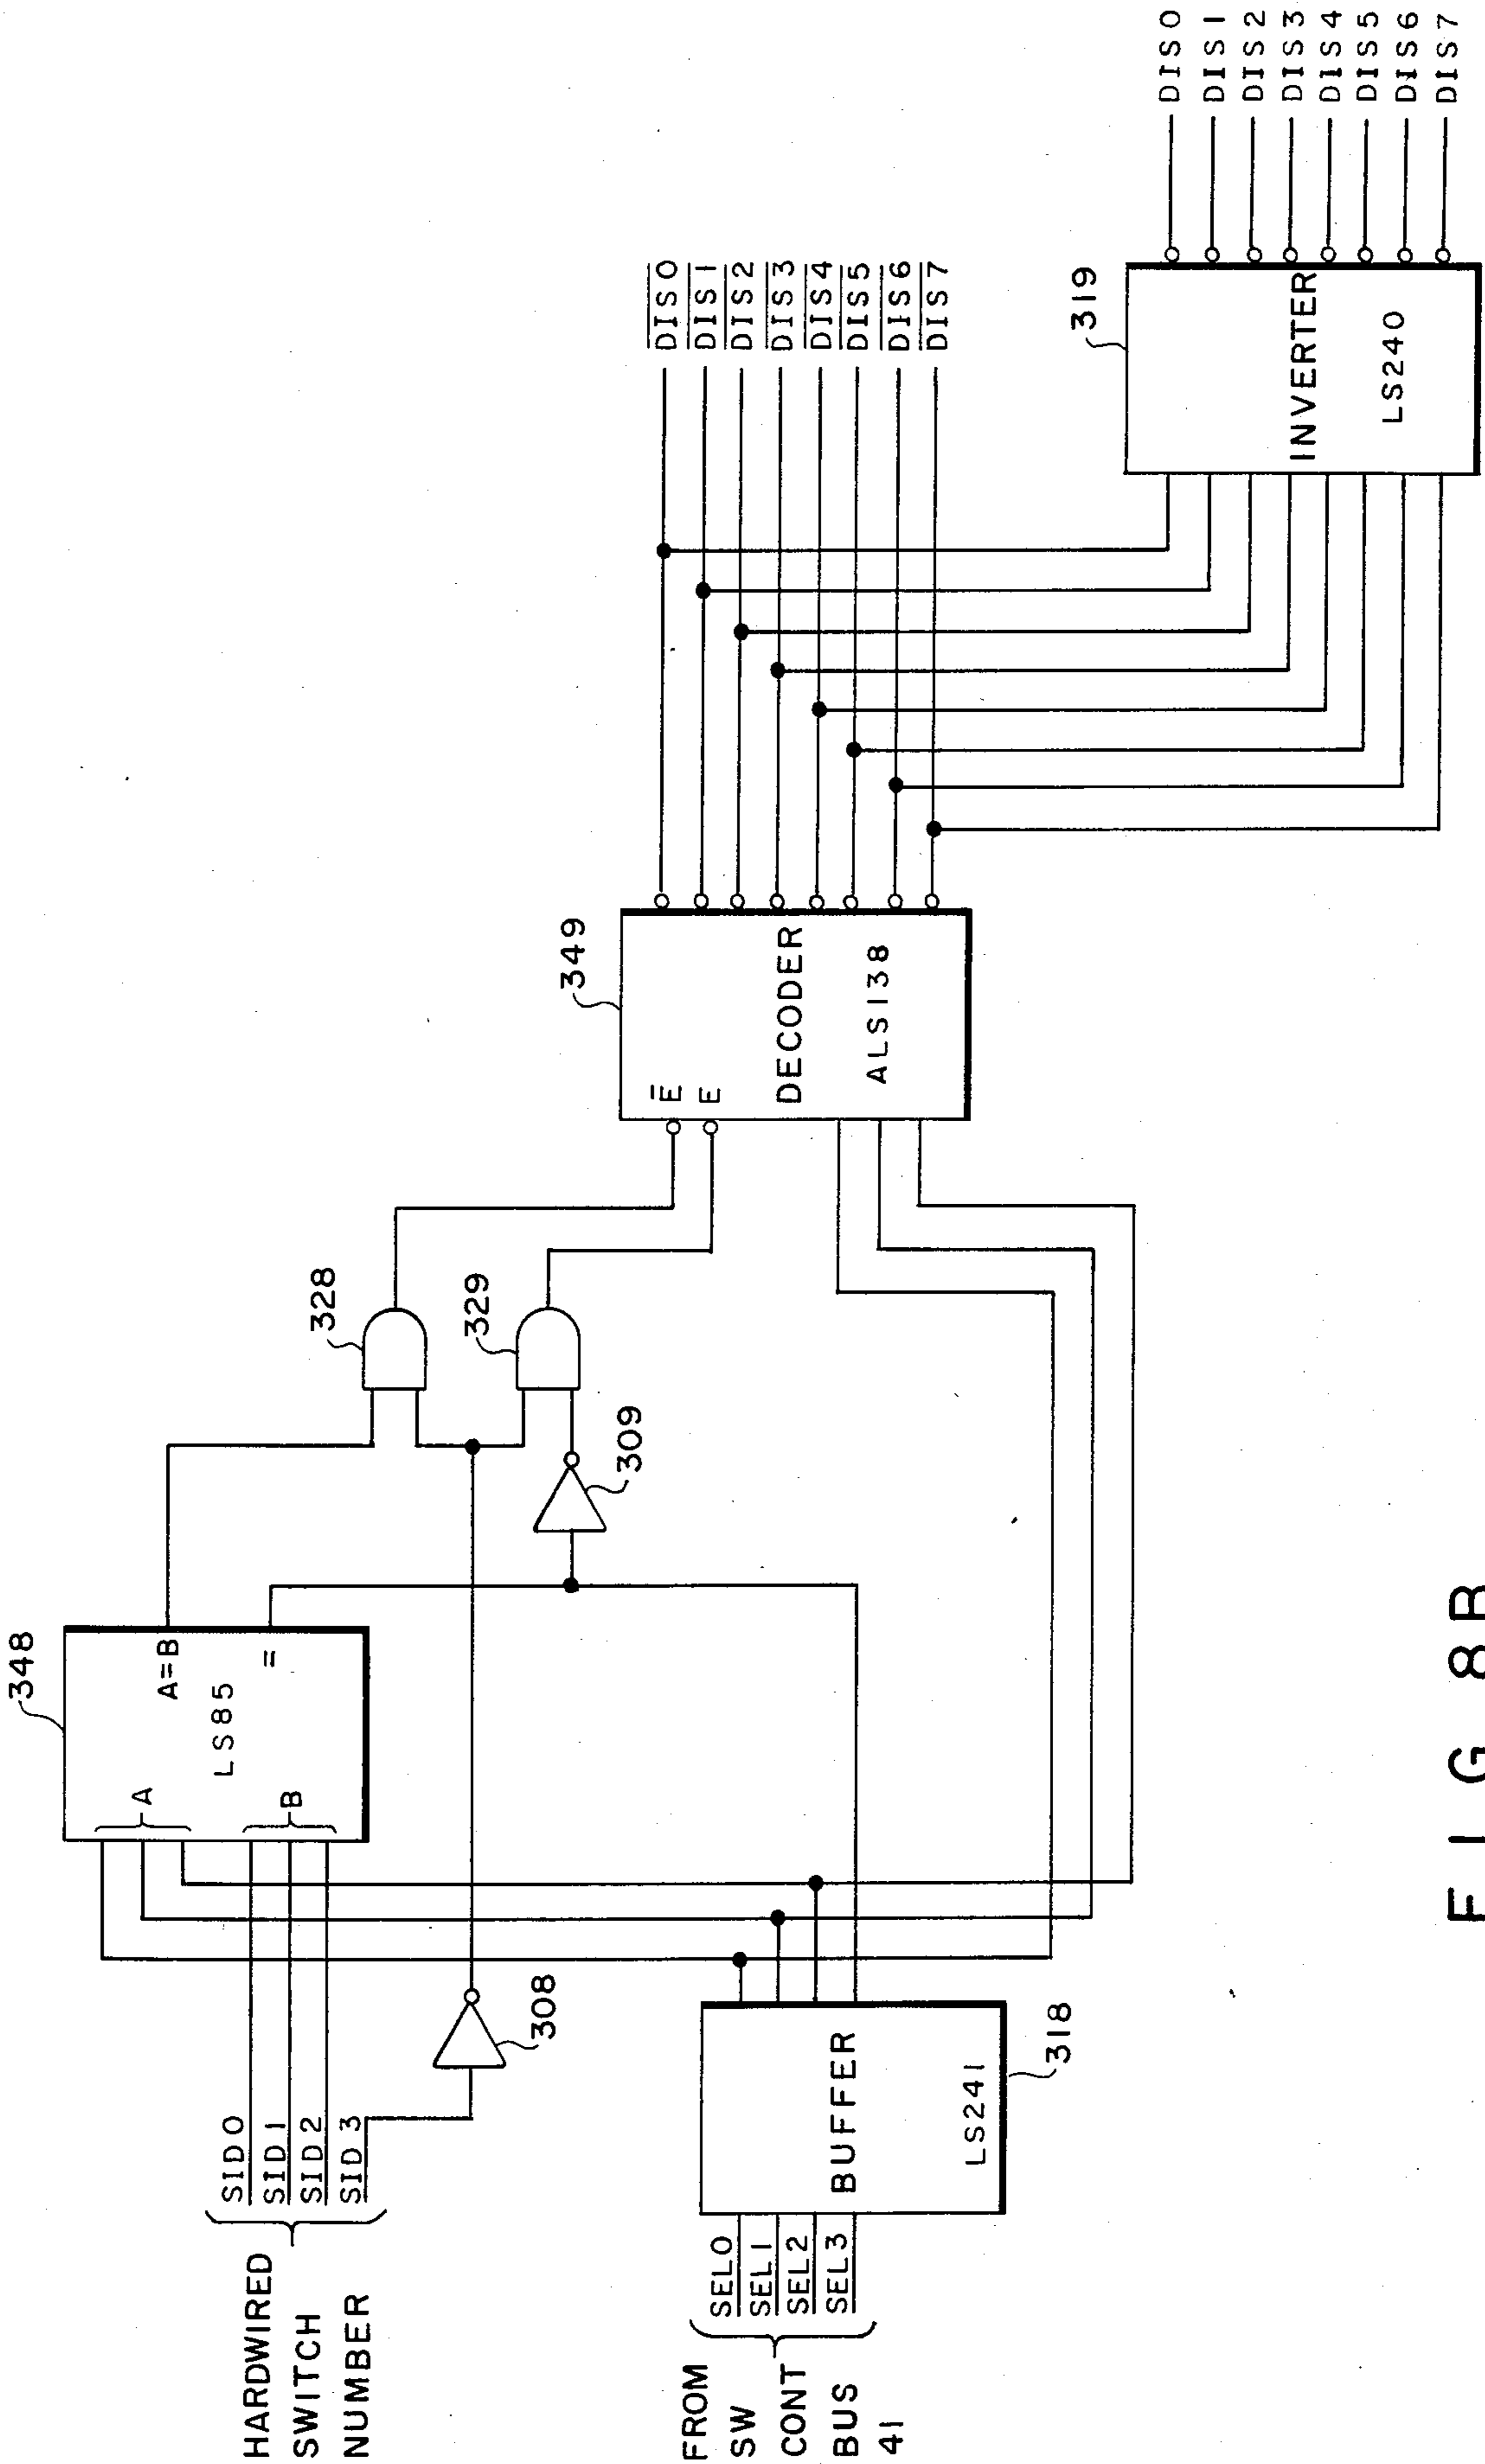 HARDWIRED
SWITCH
NUMBER
SID0
SID1
SID2
SID3
308
348
A
B
LS85
A=B
=
328
329
309
FROM
SW
CONT
BUS
41
SEL0
SEL1
SEL2
SEL3
BUFFER
LS241
318
349
E
E
DECODER
ALS138
DIS0
DIS1
DIS2
DIS3
DIS4
DIS5
DIS6
DIS7
319
INVERTER
LS240
DIS0
DIS1
DIS2
DIS3
DIS4
DIS5
DIS6
DIS7
FIG 8B